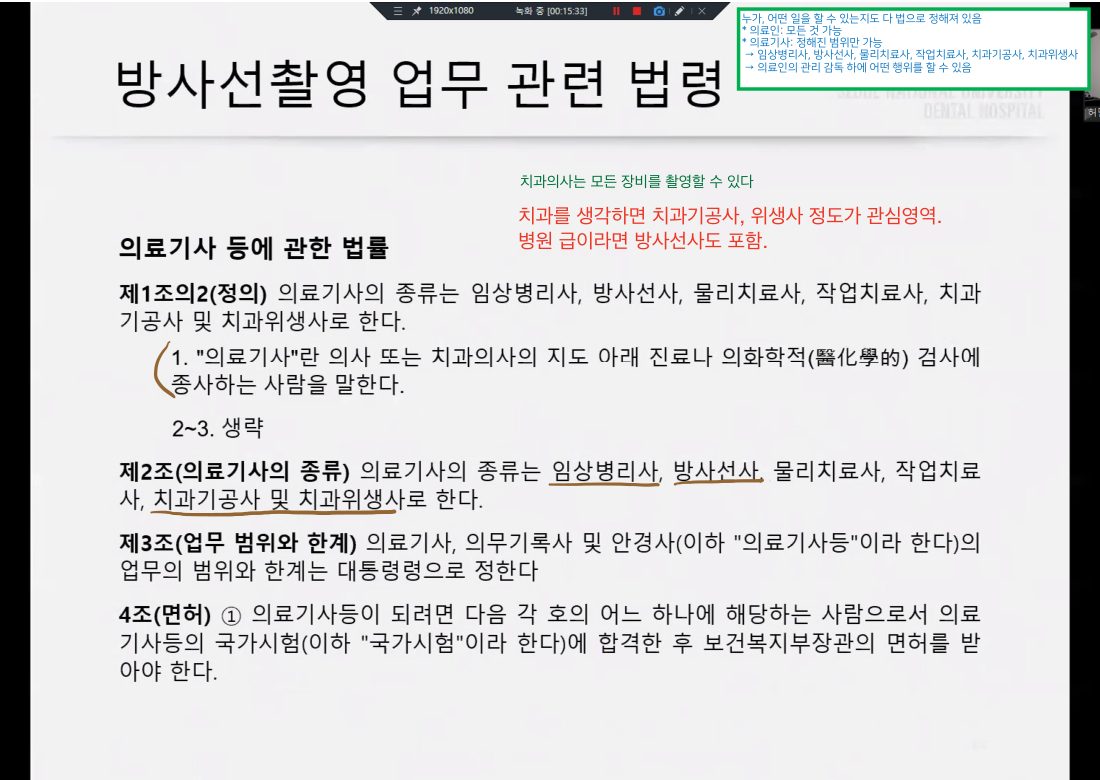 1920x1080 녹화 중 [00:15:33]
누가, 어떤 일을 할 수 있는지도 다 법으로 정해져 있음
* 의료인: 모든 것 가능
* 의료기사: 정해진 범위만 가능
→ 임상병리사, 방사선사, 물리치료사, 작업치료사, 치과기공사, 치과위생사
→ 의료인의 관리 감독 하에 어떤 행위를 할 수 있음
방사선촬영 업무 관련 법령
SEOUL NATIONAL UNIVERSITY
DENTAL HOSPITAL
치과의사는 모든 장비를 촬영할 수 있다
치과를 생각하면 치과기공사, 위생사 정도가 관심영역.
병원 급이라면 방사선사도 포함.
의료기사 등에 관한 법률
제1조의2(정의) 의료기사의 종류는 임상병리사, 방사선사, 물리치료사, 작업치료사, 치과
기공사 및 치과위생사로 한다.
1. "의료기사"란 의사 또는 치과의사의 지도 아래 진료나 의화학적(醫化學的) 검사에
종사하는 사람을 말한다.
2~3. 생략
제2조(의료기사의 종류) 의료기사의 종류는 임상병리사, 방사선사, 물리치료사, 작업치료
사, 치과기공사 및 치과위생사로 한다.
제3조(업무 범위와 한계) 의료기사, 의무기록사 및 안경사(이하 "의료기사등"이라 한다)의
업무의 범위와 한계는 대통령령으로 정한다
4조(면허) ① 의료기사등이 되려면 다음 각 호의 어느 하나에 해당하는 사람으로서 의료
기사등의 국가시험(이하 "국가시험"이라 한다)에 합격한 후 보건복지부장관의 면허를 받
아야 한다.